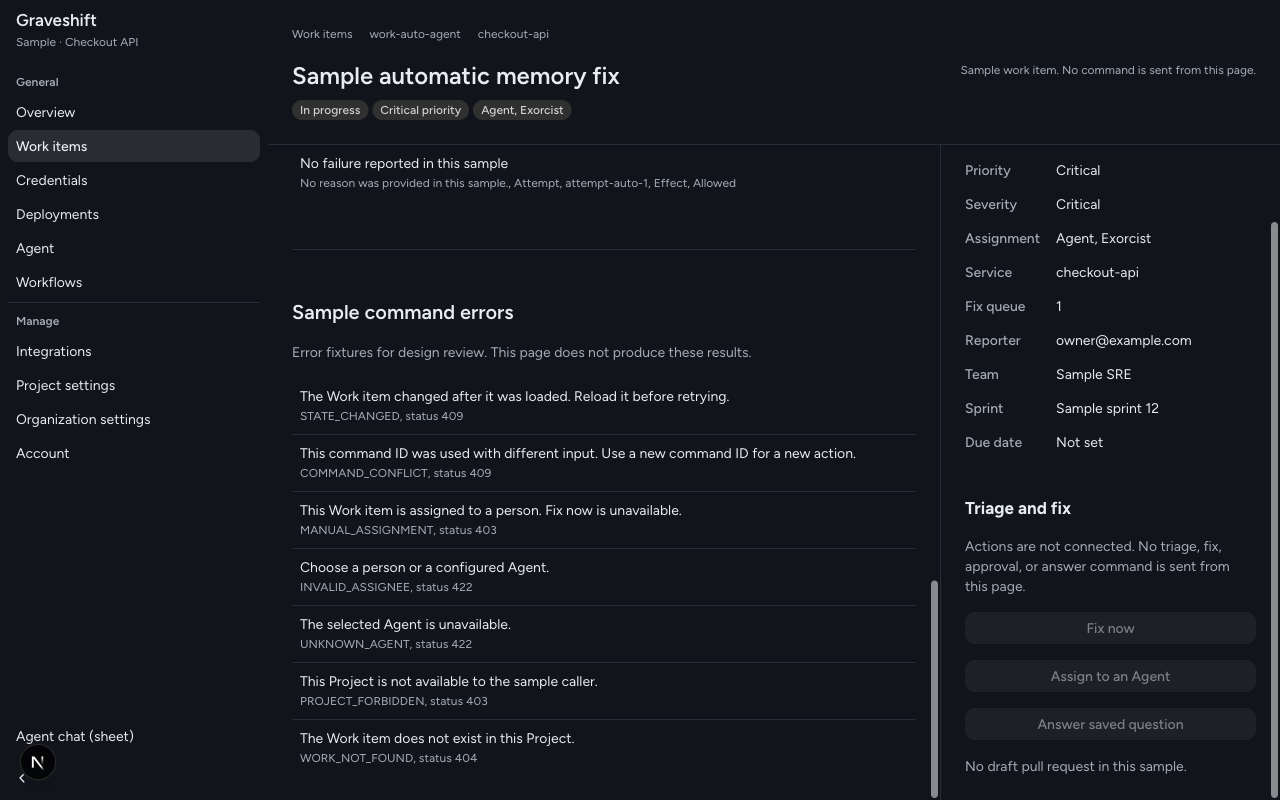 Graveshift
Sample · Checkout API
General
Overview
Work items
Credentials
Deployments
Agent
Workflows
Manage
Integrations
Project settings
Organization settings
Account
Agent chat (sheet)
N
Work items work-auto-agent checkout-api
Sample automatic memory fix
In progress Critical priority Agent, Exorcist
Sample work item. No command is sent from this page.
No failure reported in this sample
No reason was provided in this sample., Attempt, attempt-auto-1, Effect, Allowed
Sample command errors
Error fixtures for design review. This page does not produce these results.
The Work item changed after it was loaded. Reload it before retrying.
STATE_CHANGED, status 409
This command ID was used with different input. Use a new command ID for a new action.
COMMAND_CONFLICT, status 409
This Work item is assigned to a person. Fix now is unavailable.
MANUAL_ASSIGNMENT, status 403
Choose a person or a configured Agent.
INVALID_ASSIGNEE, status 422
The selected Agent is unavailable.
UNKNOWN_AGENT, status 422
This Project is not available to the sample caller.
PROJECT_FORBIDDEN, status 403
The Work item does not exist in this Project.
WORK_NOT_FOUND, status 404
Priority Critical
Severity Critical
Assignment Agent, Exorcist
Service checkout-api
Fix queue 1
Reporter owner@example.com
Team Sample SRE
Sprint Sample sprint 12
Due date Not set
Triage and fix
Actions are not connected. No triage, fix,
approval, or answer command is sent from
this page.
Fix now
Assign to an Agent
Answer saved question
No draft pull request in this sample.